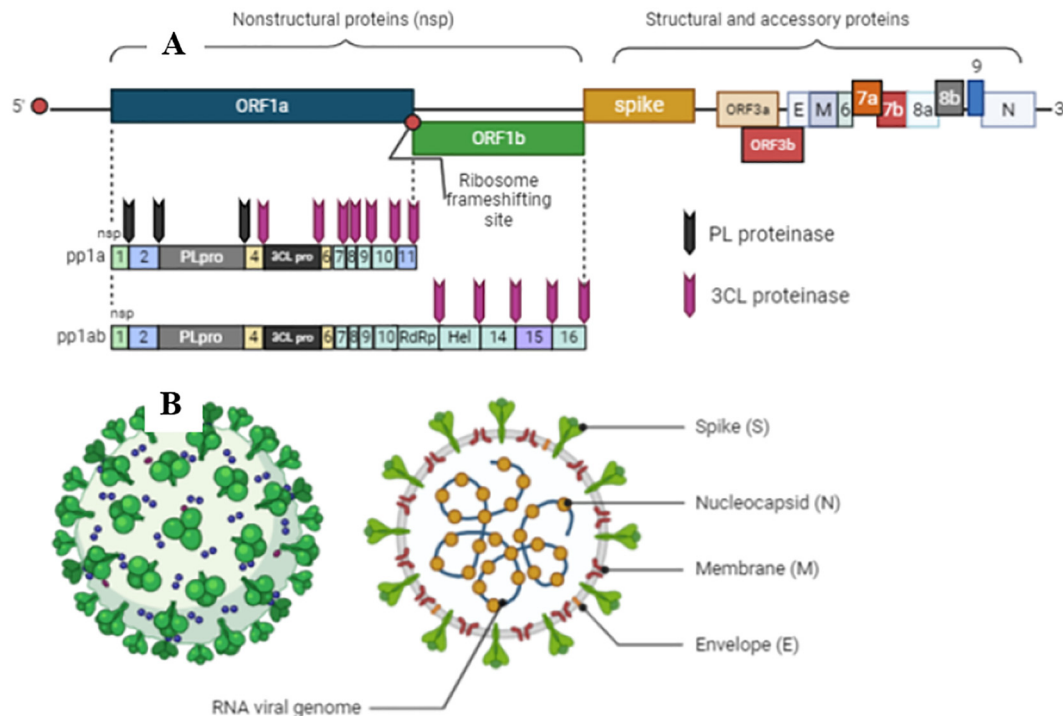 Nonstructural proteins (nsp)
Structural and accessory proteins
A
9
5'
ORF1a
spike
ORF3a
E
M
6
7a
7b
8a
8b
N
3
ORF1b
ORF3b
Ribosome
frameshifting
site
nsp
pp1a
1
2
PLpro
4
3CL pro
6
7
8
9
10
11
PL proteinase
3CL proteinase
nsp
pp1ab
1
2
PLpro
4
3CL pro
6
7
8
9
10
RdRp
Hel
14
15
16
B
Spike (S)
Nucleocapsid (N)
Membrane (M)
Envelope (E)
RNA viral genome